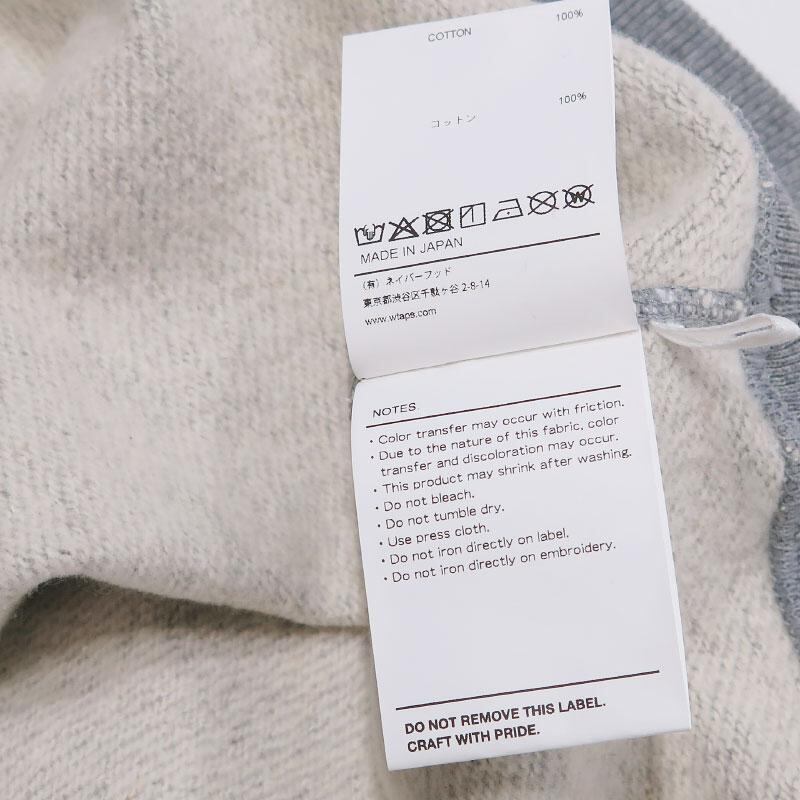 COTTON 100%
コットン 100%
MADE IN JAPAN
(有) ネイバーフッド
東京都渋谷区千駄ヶ谷 2-8-14
www.wtaps.com
NOTES
・Color transfer may occur with friction.
・Due to the nature of this fabric, color
transfer and discoloration may occur.
・This product may shrink after washing.
・Do not bleach.
・Do not tumble dry.
・Use press cloth.
・Do not iron directly on label.
・Do not iron directly on embroidery.
DO NOT REMOVE THIS LABEL.
CRAFT WITH PRIDE.